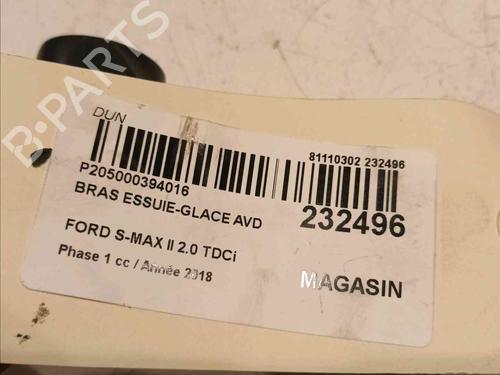 DUN
81110302 232496
P205000394016
BRAS ESSUIE-GLACE AVD
232496
FORD S-MAX II 2.0 TDCi
Phase 1 cc / Année 2018
MAGASIN
B-PARTS